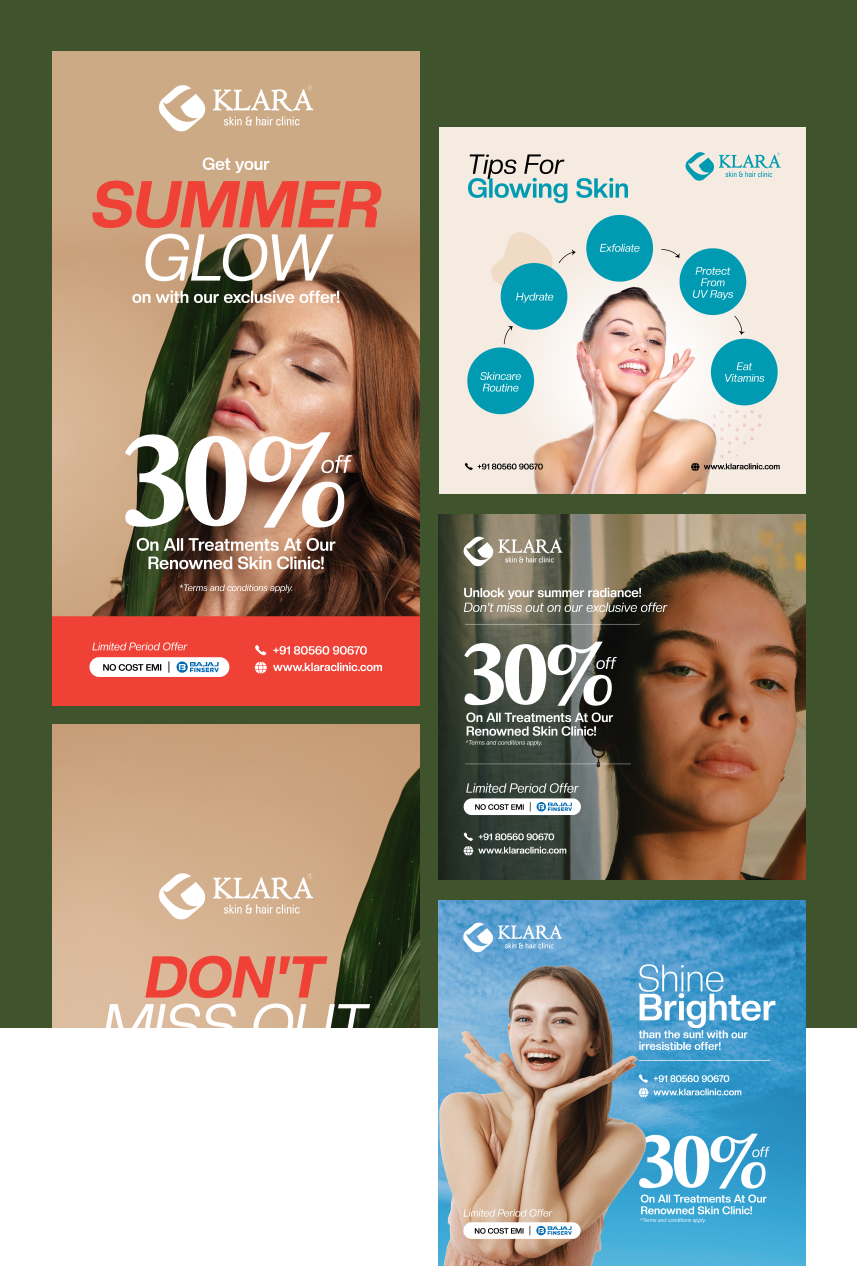 KLARA
skin & hair clinic
Get your
SUMMER
GLOW
on with our exclusive offer!
30% off
On All Treatments At Our
Renowned Skin Clinic!
*Terms and conditions apply.
Limited Period Offer
NO COST EMI | BAJAJ FINSERV
+91 80560 90670
www.klaraclinic.com
KLARA
skin & hair clinic
DON'T
MISS OUT
Tips For
Glowing Skin
KLARA
skin & hair clinic
Skincare
Routine
Hydrate
Exfoliate
Protect
From
UV Rays
Eat
Vitamins
+91 80560 90670
www.klaraclinic.com
KLARA
skin & hair clinic
Unlock your summer radiance!
Don't miss out on our exclusive offer
30% off
On All Treatments At Our
Renowned Skin Clinic!
*Terms and conditions apply.
Limited Period Offer
NO COST EMI | BAJAJ FINSERV
+91 80560 90670
www.klaraclinic.com
KLARA
skin & hair clinic
Shine
Brighter
than the sun! with our
irresistible offer!
+91 80560 90670
www.klaraclinic.com
30% off
On All Treatments At Our
Renowned Skin Clinic!
*Terms and conditions apply.
Limited Period Offer
NO COST EMI | BAJAJ FINSERV